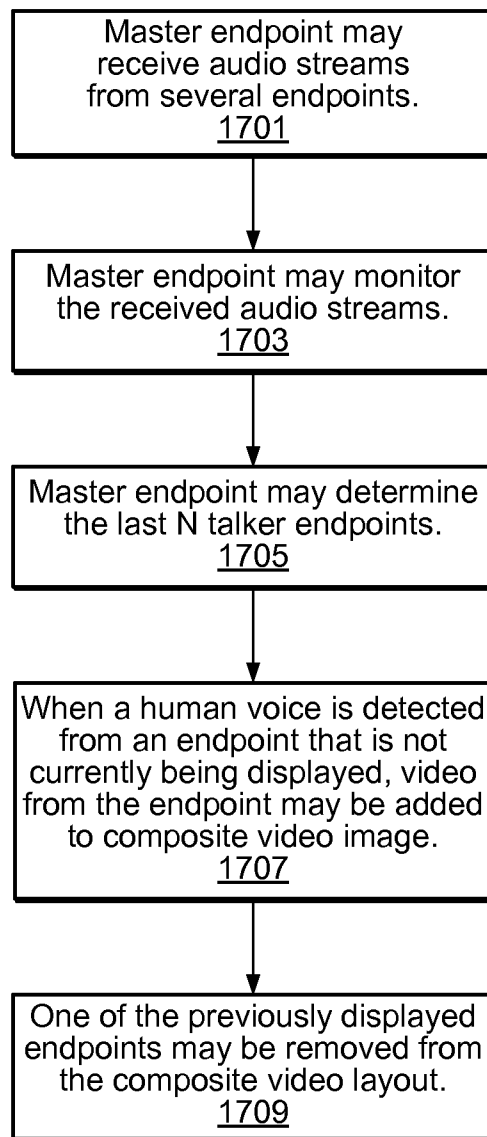 Master endpoint may
receive audio streams
from several endpoints.
1701
Master endpoint may monitor
the received audio streams.
1703
Master endpoint may determine
the last N talker endpoints.
1705
When a human voice is detected
from an endpoint that is not
currently being displayed, video
from the endpoint may be added
to composite video image.
1707
One of the previously displayed
endpoints may be removed from
the composite video layout.
1709